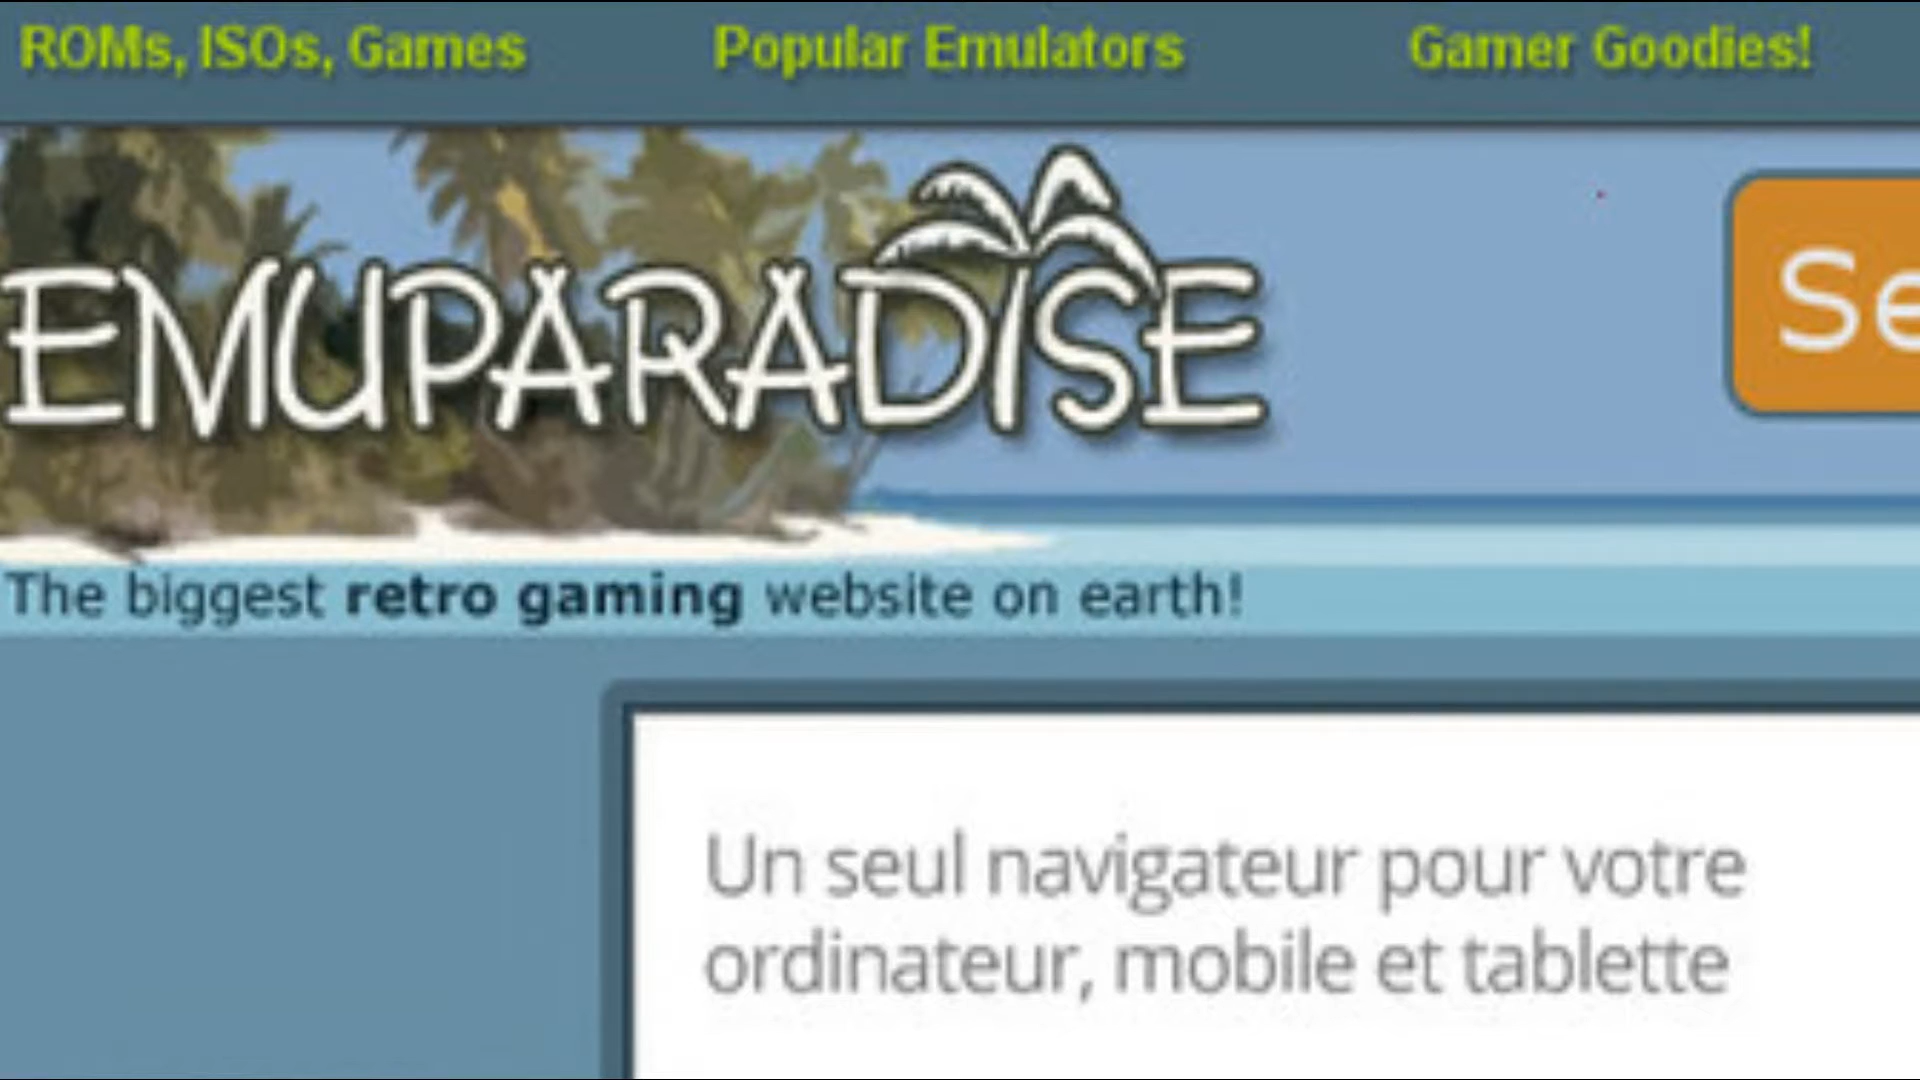 ROMs, ISOs, Games
Popular Emulators
Gamer Goodies!
EMUPARADISE
Se
The biggest retro gaming website on earth!
Un seul navigateur pour votre
ordinateur, mobile et tablette